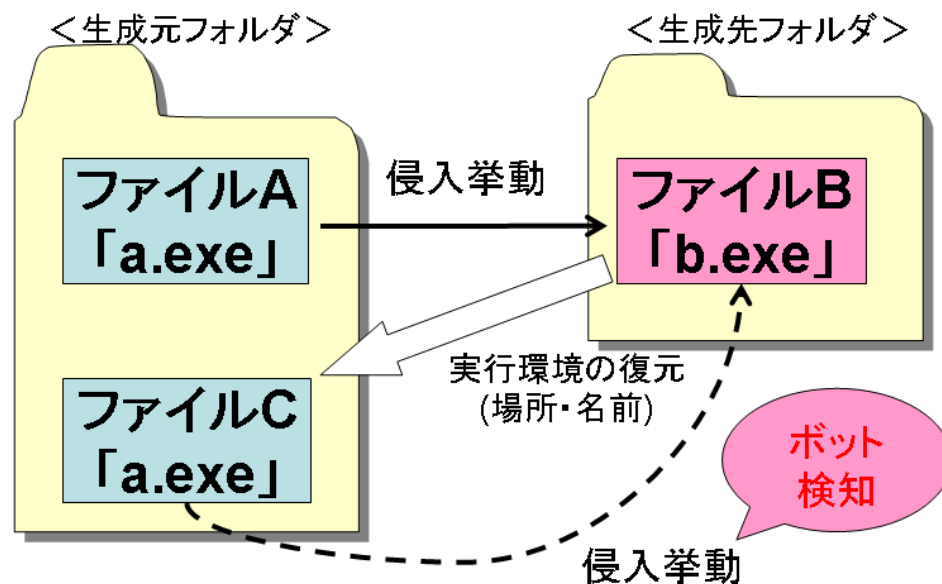 ＜生成元フォルダ＞
＜生成先フォルダ＞
ファイルA
「a.exe」
侵入挙動
ファイルB
「b.exe」
実行環境の復元
(場所・名前)
ファイルC
「a.exe」
ボット
検知
侵入挙動